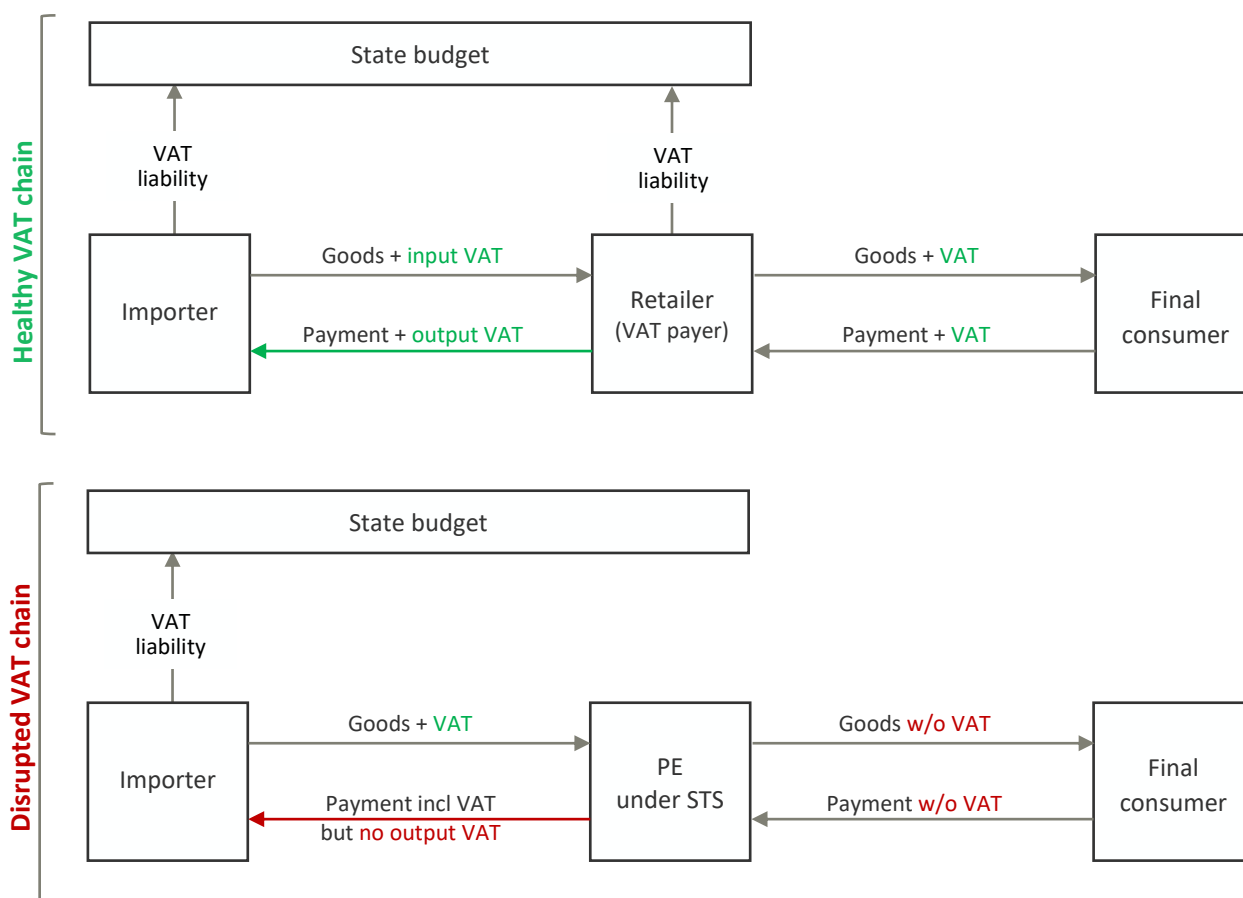 Healthy VAT chain
State budget
VAT
liability
VAT
liability
Importer
Goods + input VAT
Payment + output VAT
Retailer
(VAT payer)
Goods + VAT
Payment + VAT
Final
consumer
Disrupted VAT chain
State budget
VAT
liability
Importer
Goods + VAT
Payment incl VAT
but no output VAT
PE
under STS
Goods w/o VAT
Payment w/o VAT
Final
consumer